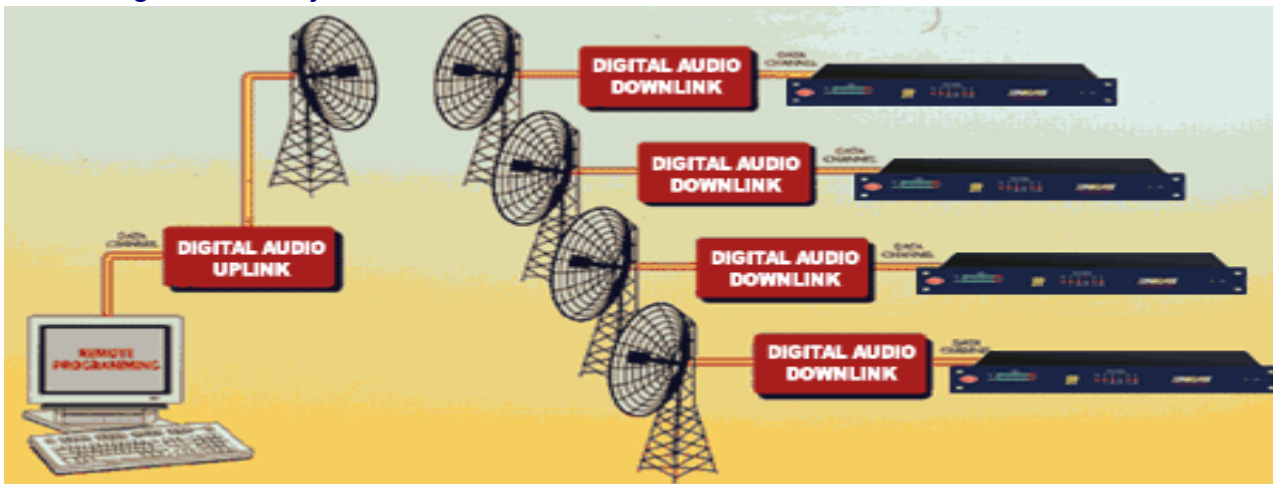 DIGITAL AUDIO
DOWNLINK
DATA
CHANNEL
DIGITAL AUDIO
DOWNLINK
DATA
CHANNEL
DATA
CHANNEL
DIGITAL AUDIO
UPLINK
DIGITAL AUDIO
DOWNLINK
DATA
CHANNEL
REMOTE
PROGRAMMING
DIGITAL AUDIO
DOWNLINK
DATA
CHANNEL